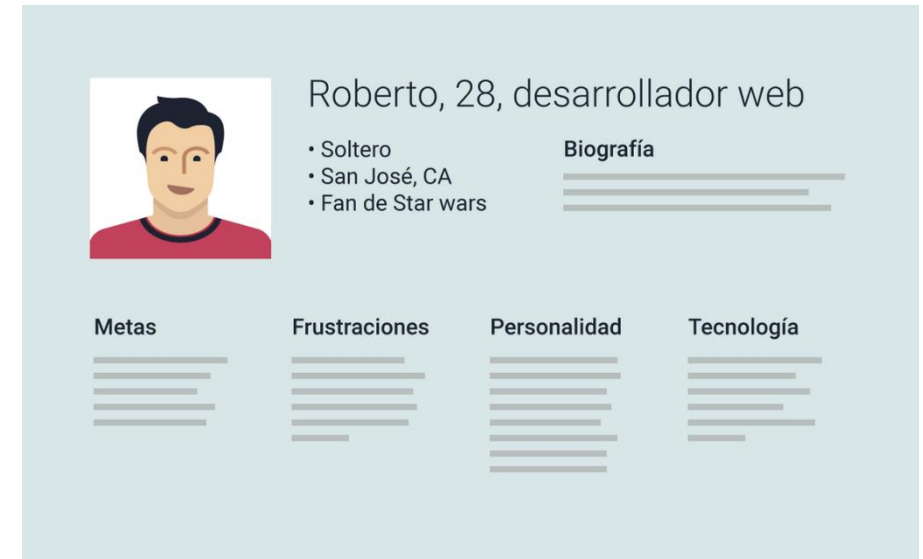 Roberto, 28, desarrollador web
• Soltero
• San José, CA
• Fan de Star wars
Biografía
Metas
Frustraciones
Personalidad
Tecnología